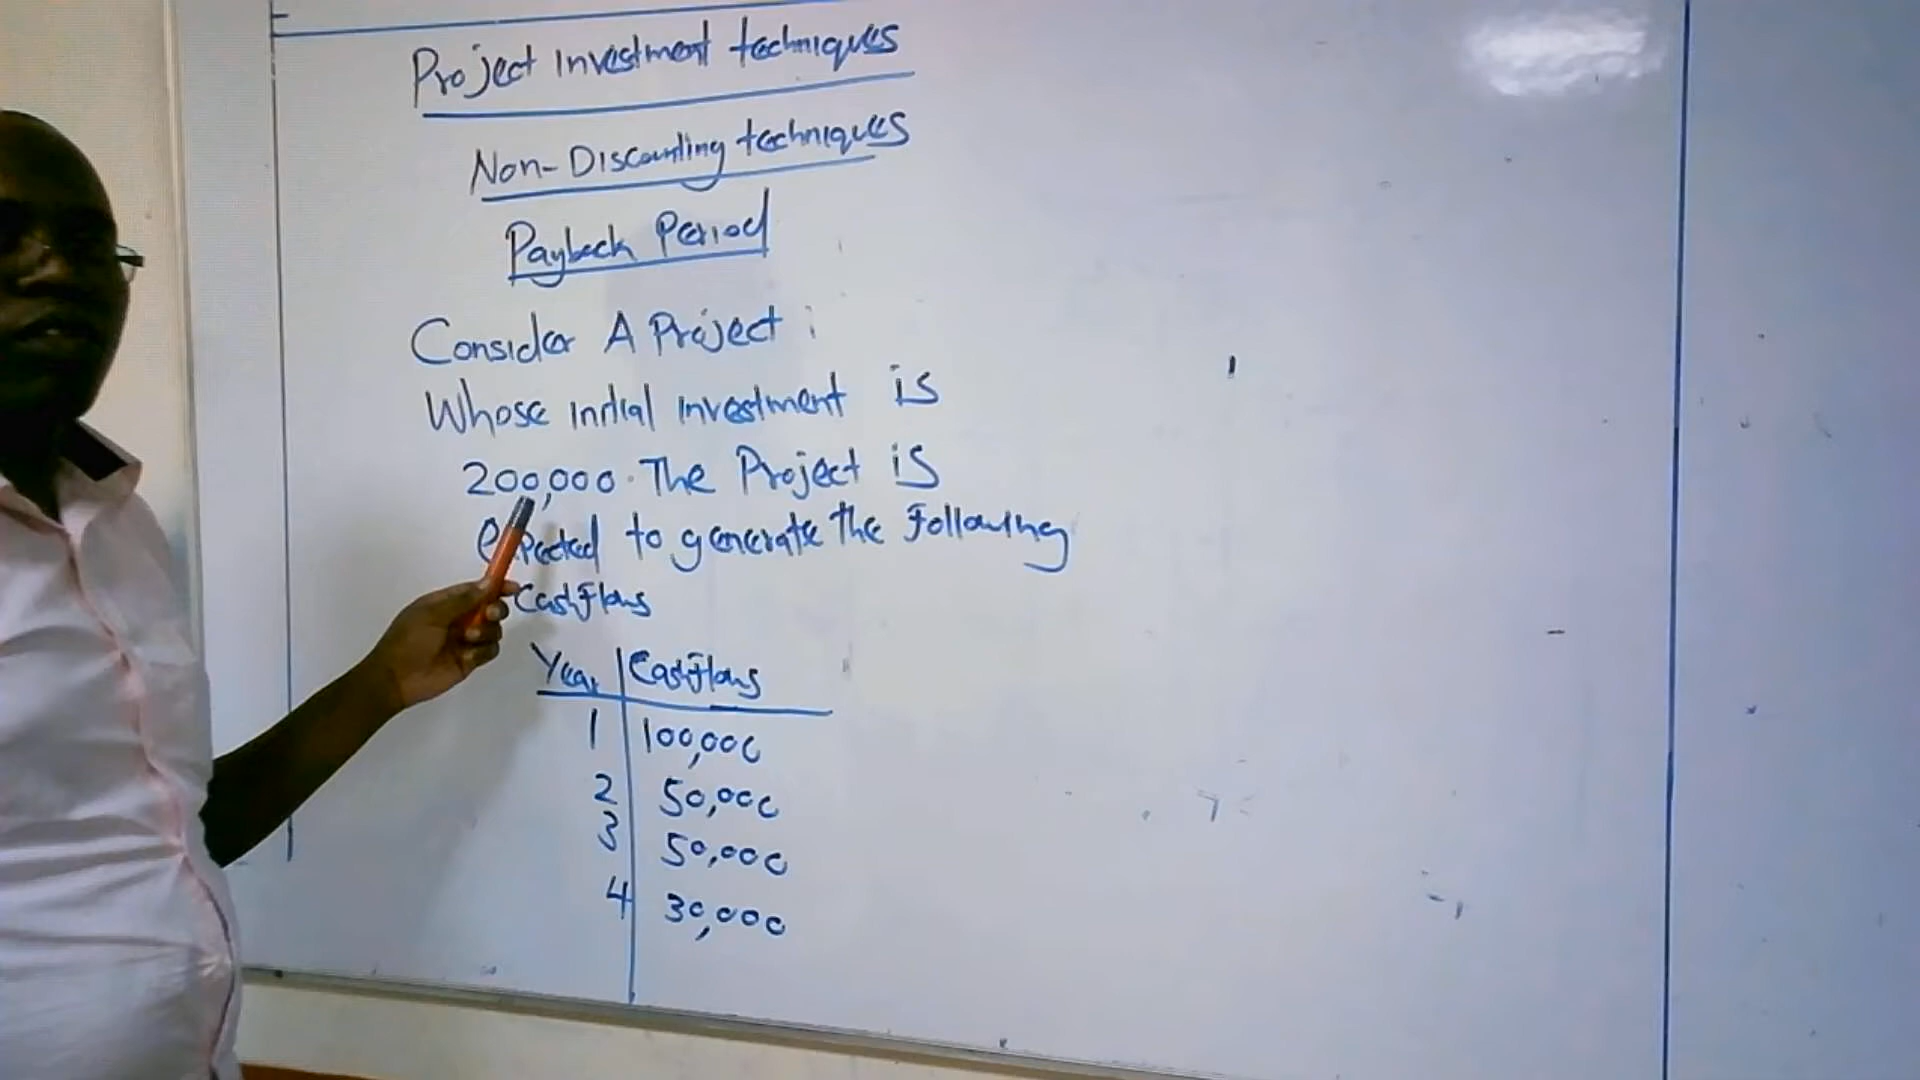 Project investment techniques
Non-Discounting techniques
Payback Period
Consider A Project:
Whose initial investment is
200,000. The Project is
expected to generate the following
Cashflows
Year Cashflows
1 100,000
2 50,000
3 50,000
4 30,000